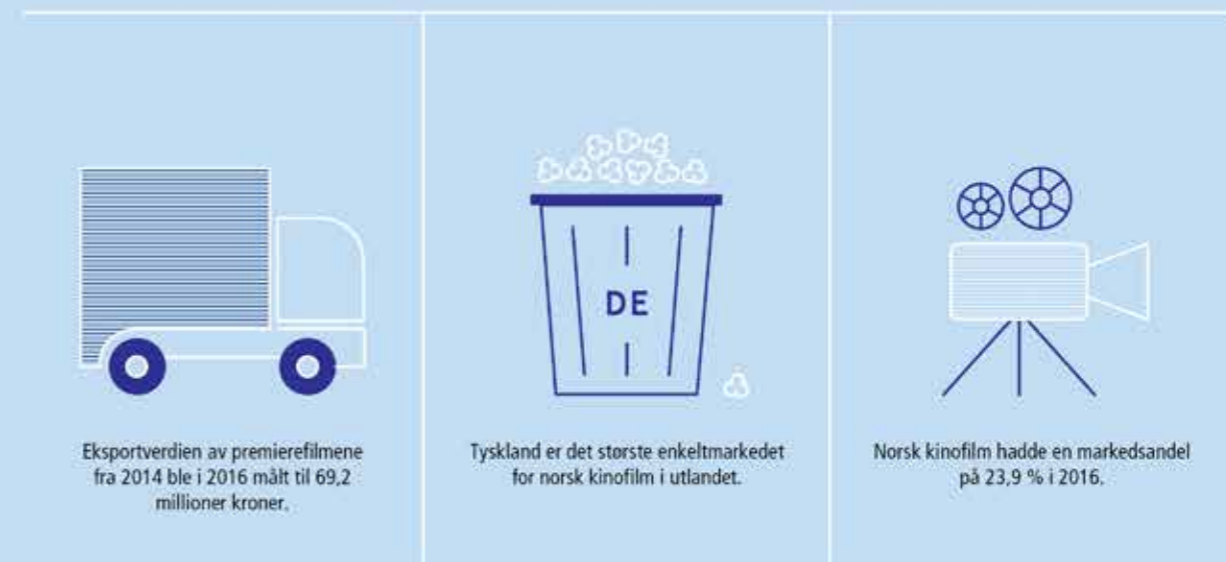 Eksportverdien av premierefilmene
fra 2014 ble i 2016 målt til 69,2
millioner kroner.
DE
Tyskland er det største enkeltmarkedet
for norsk kinofilm i utlandet.
Norsk kinofilm hadde en markedsandel
på 23,9 % i 2016.